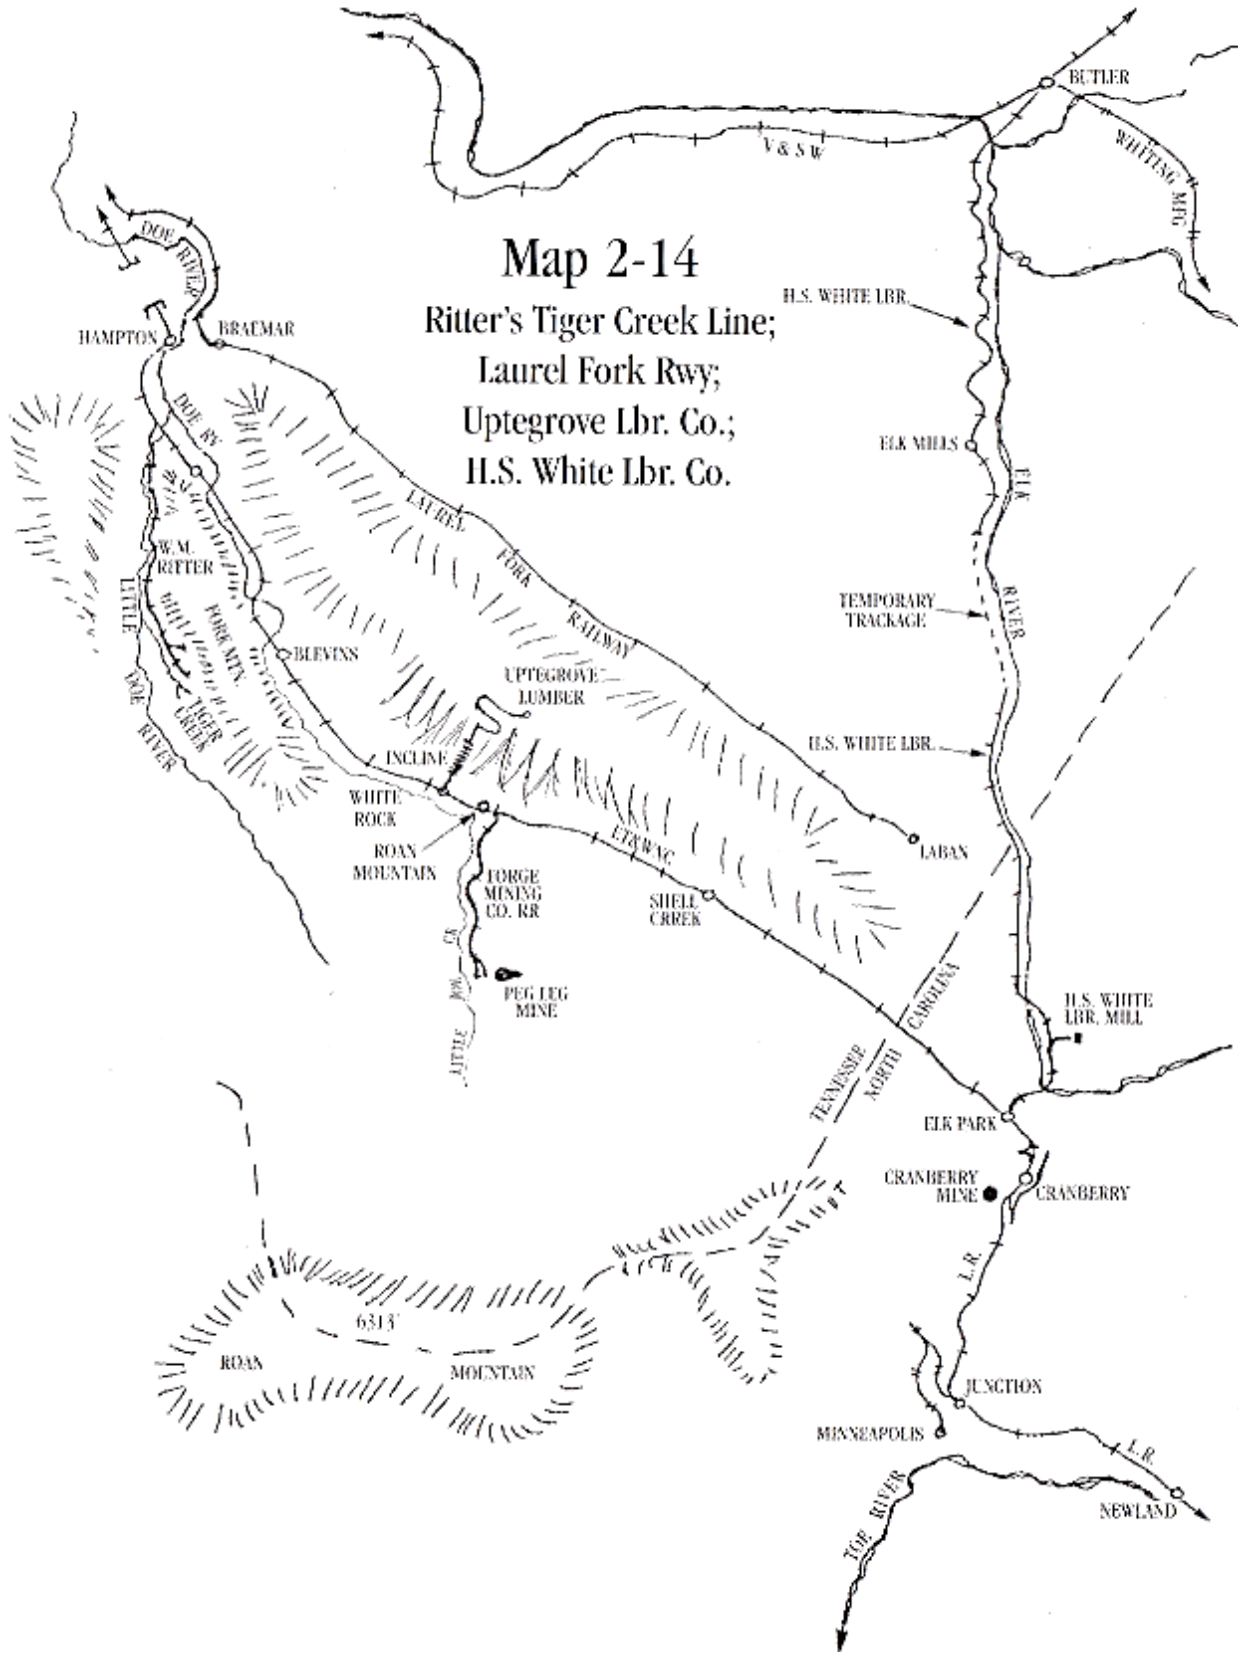 BUTLER
V & S W
WHITING MFG
DOE RIVER
Map 2-14
Ritter's Tiger Creek Line;
Laurel Fork Rwy;
Uptegrove Lbr. Co.;
H.S. White Lbr. Co.
H.S. WHITE LBR.
HAMPTON
BRAEMAR
DOE RV
ELK MILLS
ELK
RIVER
LAUREL
FORK
RAILWAY
W.M.
RITTER
LITTLE
DOE
RIVER
FORK MTN.
TIGER
CREEK
BLEVINS
TEMPORARY
TRACKAGE
UPTEGROVE
LUMBER
H.S. WHITE LBR.
INCLINE
WHITE
ROCK
ROAN
MOUNTAIN
ET&WNC
LABAN
FORGE
MINING
CO. RR
SHELL
CREEK
PEG LEG
MINE
LITTLE
DOE
CR
H.S. WHITE
LBR. MILL
TENNESSEE
NORTH
CAROLINA
ELK PARK
CRANBERRY
MINE
CRANBERRY
L.R.
6313'
ROAN
MOUNTAIN
JUNCTION
MINNEAPOLIS
L.R.
NEWLAND
TOE RIVER